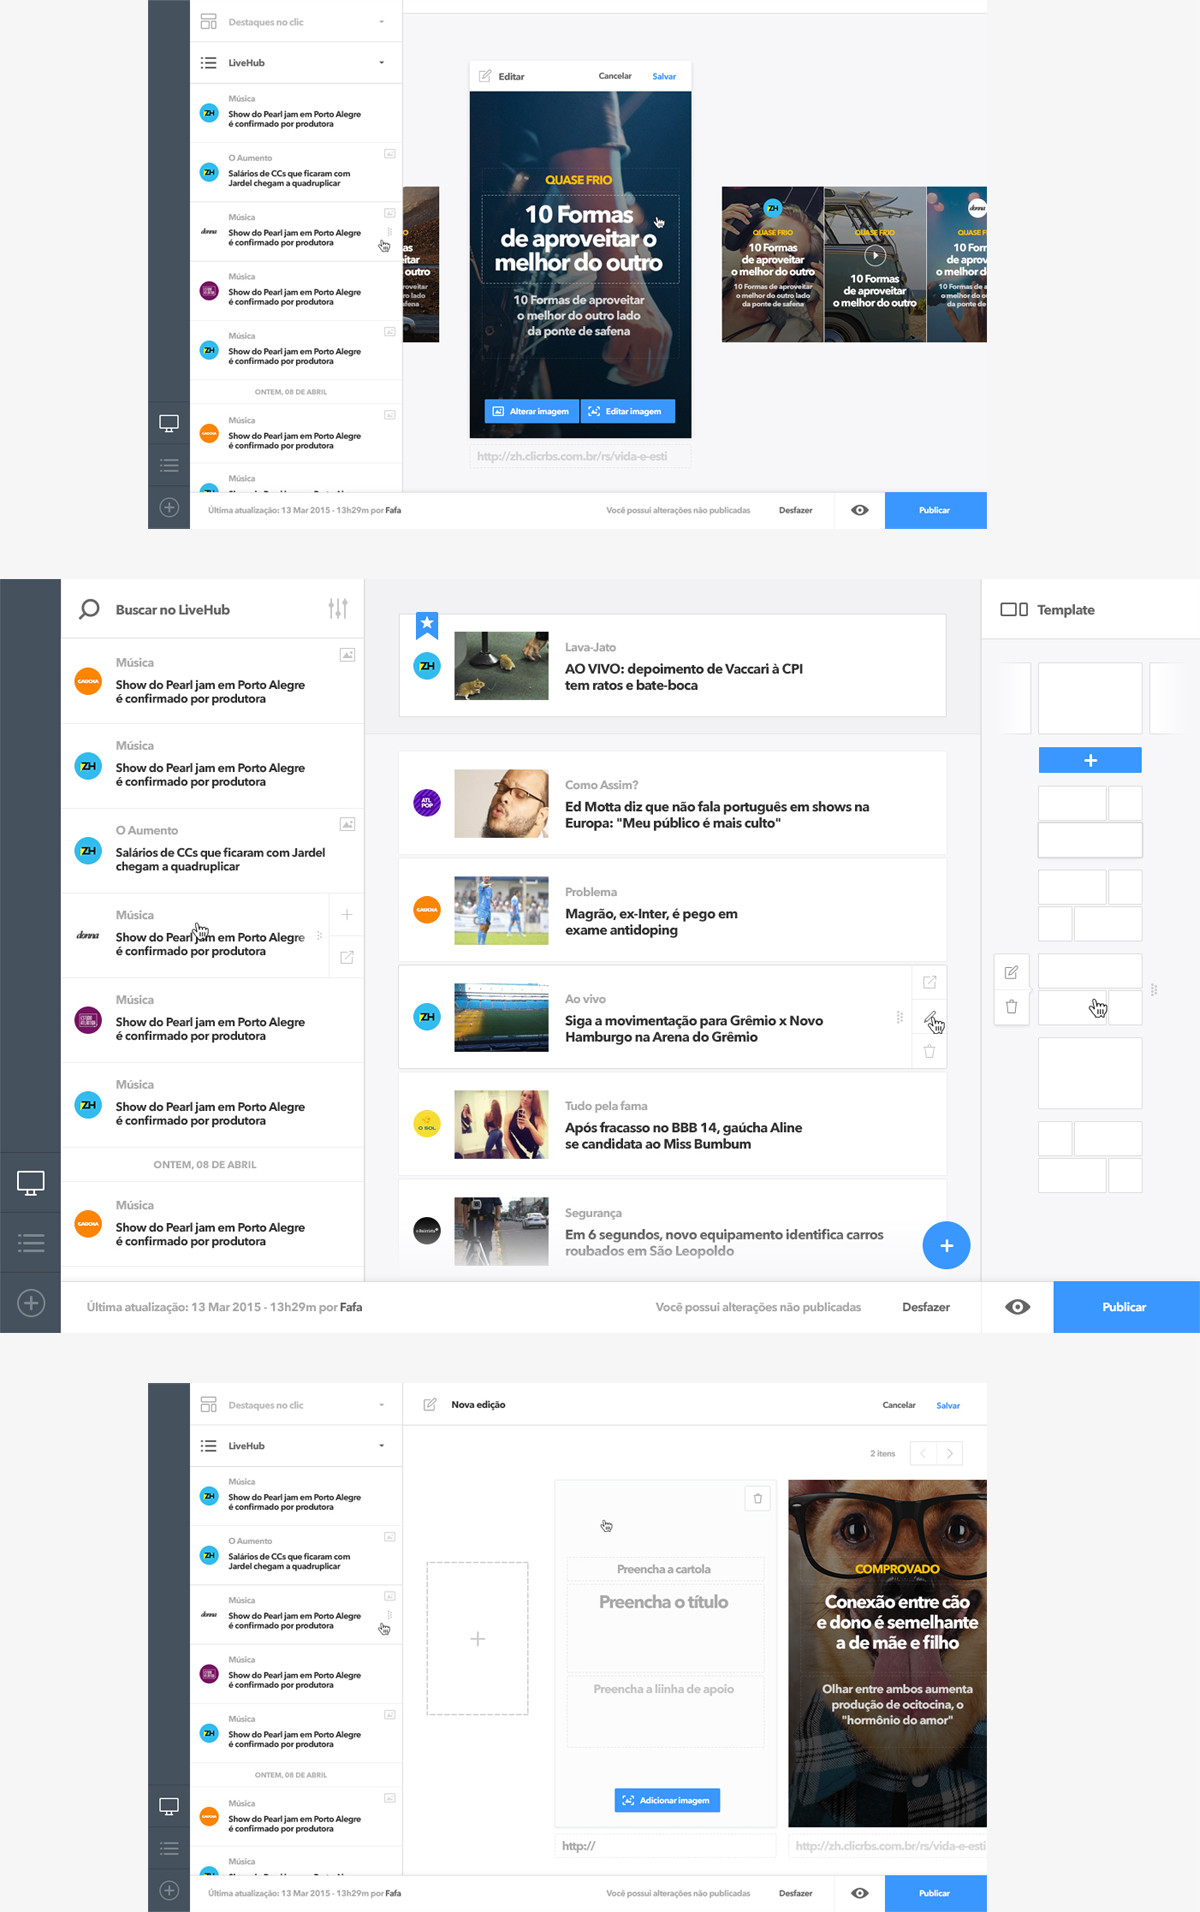 Destaques no clic
LiveHub
Música
Show do Pearl jam em Porto Alegre
é confirmado por produtora
O Aumento
Salários de CCs que ficaram com
Jardel chegam a quadruplicar
donna
Música
Show do Pearl jam em Porto Alegre
é confirmado por produtora
Música
Show do Pearl jam em Porto Alegre
é confirmado por produtora
Música
Show do Pearl jam em Porto Alegre
é confirmado por produtora
ONTEM, 08 DE ABRIL
Música
Show do Pearl jam em Porto Alegre
é confirmado por produtora
Música
Editar
Cancelar
Salvar
QUASE FRIO
10 Formas
de aproveitar o
melhor do outro
10 Formas de aproveitar
o melhor do outro lado
da ponte de safena
Alterar imagem
Editar imagem
http://zh.clicrbs.com.br/rs/vida-e-esti
ZH
QUASE FRIO
10 Formas
de aproveitar
o melhor do outro
10 Formas de aproveitar
o melhor do outro lado
da ponte de safena
QUASE FRIO
10 Formas
de aproveitar
o melhor do outro
donna
QUASE F
10 Form
de aprov
o melhor do
Última atualização: 13 Mar 2015 - 13h29m por Fafa
Você possui alterações não publicadas
Desfazer
Publicar
Buscar no LiveHub
GAÚCHA
Música
Show do Pearl jam em Porto Alegre
é confirmado por produtora
ZH
Música
Show do Pearl jam em Porto Alegre
é confirmado por produtora
ZH
O Aumento
Salários de CCs que ficaram com Jardel
chegam a quadruplicar
donna
Música
Show do Pearl jam em Porto Alegre
é confirmado por produtora
Música
Show do Pearl jam em Porto Alegre
é confirmado por produtora
ZH
Música
Show do Pearl jam em Porto Alegre
é confirmado por produtora
ONTEM, 08 DE ABRIL
GAÚCHA
Música
Show do Pearl jam em Porto Alegre
é confirmado por produtora
ZH
Lava-Jato
AO VIVO: depoimento de Vaccari à CPI
tem ratos e bate-boca
ATL
POP
Como Assim?
Ed Motta diz que não fala português em shows na
Europa: "Meu público é mais culto"
GAÚCHA
Problema
Magrão, ex-Inter, é pego em
exame antidoping
ZH
Ao vivo
Siga a movimentação para Grêmio x Novo
Hamburgo na Arena do Grêmio
O SOL
Tudo pela fama
Após fracasso no BBB 14, gaúcha Aline
se candidata ao Miss Bumbum
Segurança
Em 6 segundos, novo equipamento identifica carros
roubados em São Leopoldo
Template
Última atualização: 13 Mar 2015 - 13h29m por Fafa
Você possui alterações não publicadas
Desfazer
Publicar
Destaques no clic
LiveHub
ZH
Música
Show do Pearl jam em Porto Alegre
é confirmado por produtora
ZH
O Aumento
Salários de CCs que ficaram com
Jardel chegam a quadruplicar
donna
Música
Show do Pearl jam em Porto Alegre
é confirmado por produtora
Música
Show do Pearl jam em Porto Alegre
é confirmado por produtora
ZH
Música
Show do Pearl jam em Porto Alegre
é confirmado por produtora
ONTEM, 08 DE ABRIL
Música
Show do Pearl jam em Porto Alegre
é confirmado por produtora
Música
Nova edição
Cancelar
Salvar
2 itens
Preencha a cartola
Preencha o título
Preencha a liinha de apoio
Adicionar imagem
http://
COMPROVADO
Conexão entre cão
e dono é semelhante
a de mãe e filho
Olhar entre ambos aumenta
produção de ocitocina, o
"hormônio do amor"
http://zh.clicrbs.com.br/rs/vida-e-esti
Última atualização: 13 Mar 2015 - 13h29m por Fafa
Você possui alterações não publicadas
Desfazer
Publicar